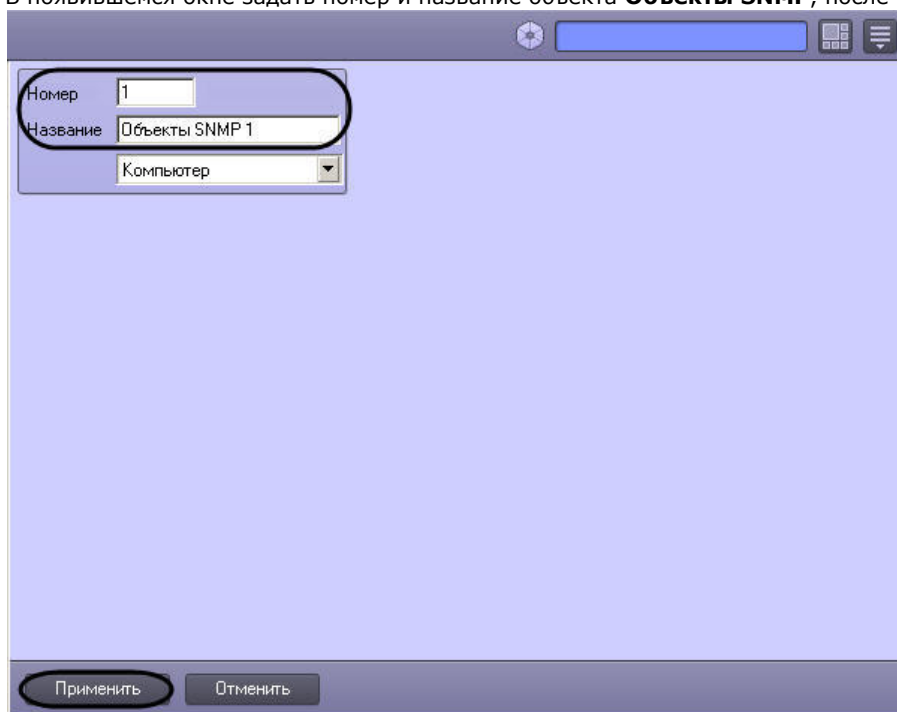 В появившемся окне задать номер и название объекта Объекты SNMP, после
Номер 1
Название Объекты SNMP 1
Компьютер
Применить Отменить